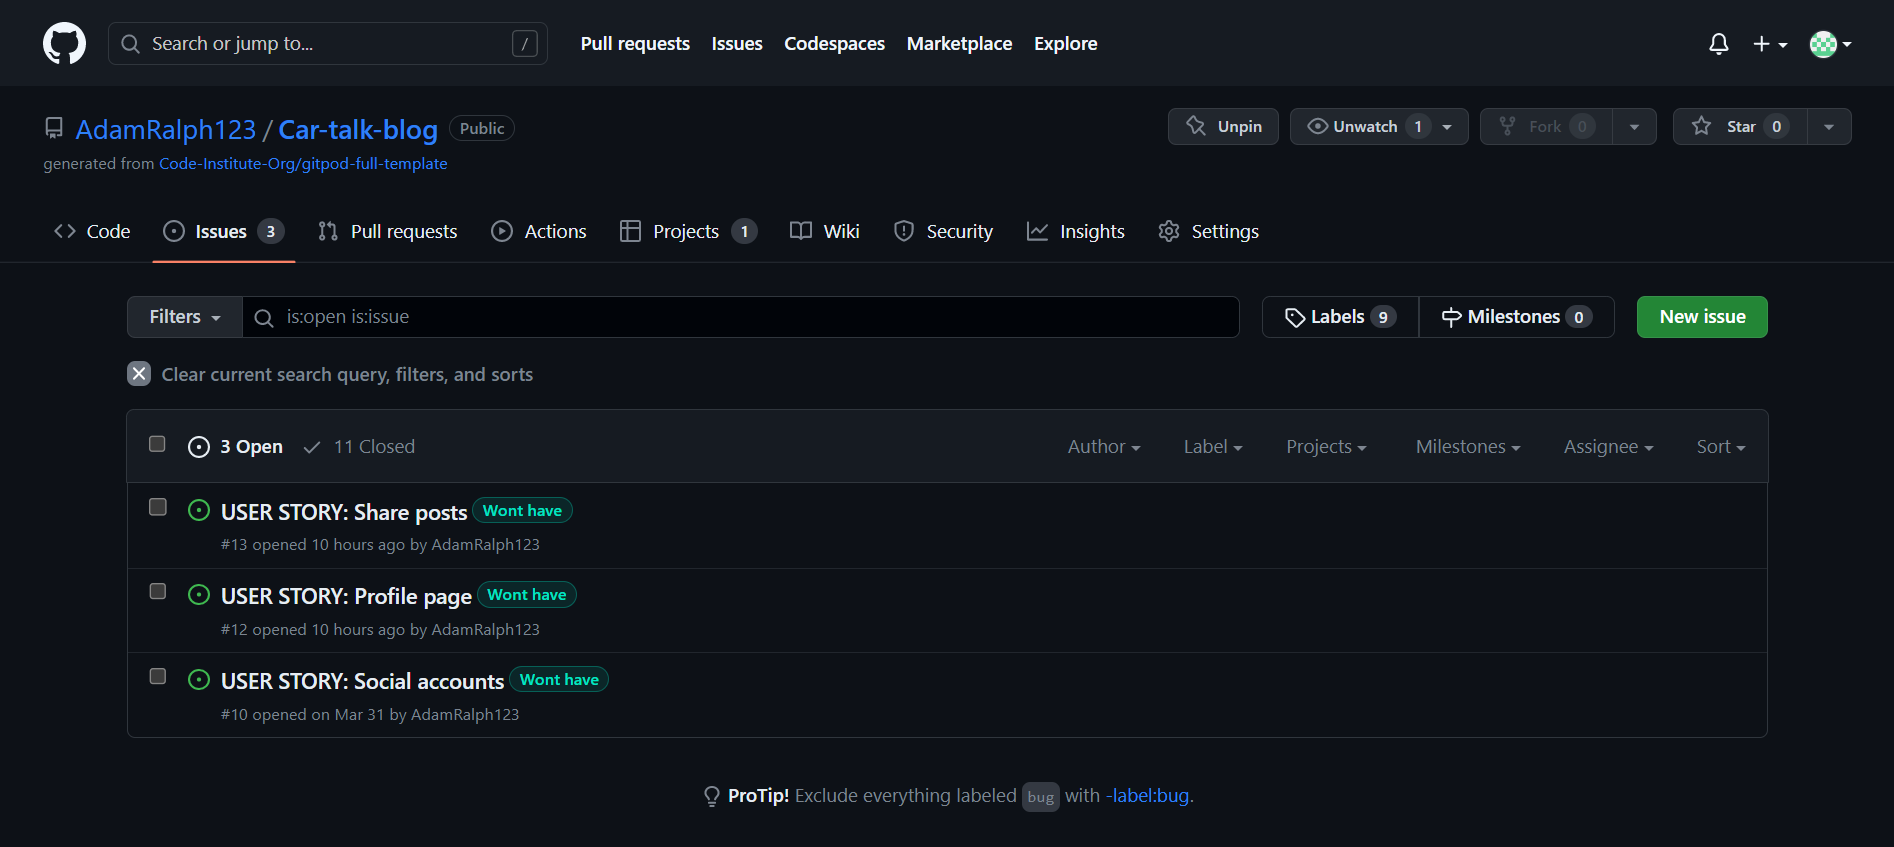 Search or jump to... / Pull requests Issues Codespaces Marketplace Explore
AdamRalph123 / Car-talk-blog Public Unpin Unwatch 1 Fork 0 Star 0
generated from Code-Institute-Org/gitpod-full-template
Code Issues 3 Pull requests Actions Projects 1 Wiki Security Insights Settings
Filters is:open is:issue Labels 9 Milestones 0 New issue
Clear current search query, filters, and sorts
3 Open 11 Closed Author Label Projects Milestones Assignee Sort
USER STORY: Share posts Wont have
#13 opened 10 hours ago by AdamRalph123
USER STORY: Profile page Wont have
#12 opened 10 hours ago by AdamRalph123
USER STORY: Social accounts Wont have
#10 opened on Mar 31 by AdamRalph123
ProTip! Exclude everything labeled bug with -label:bug.